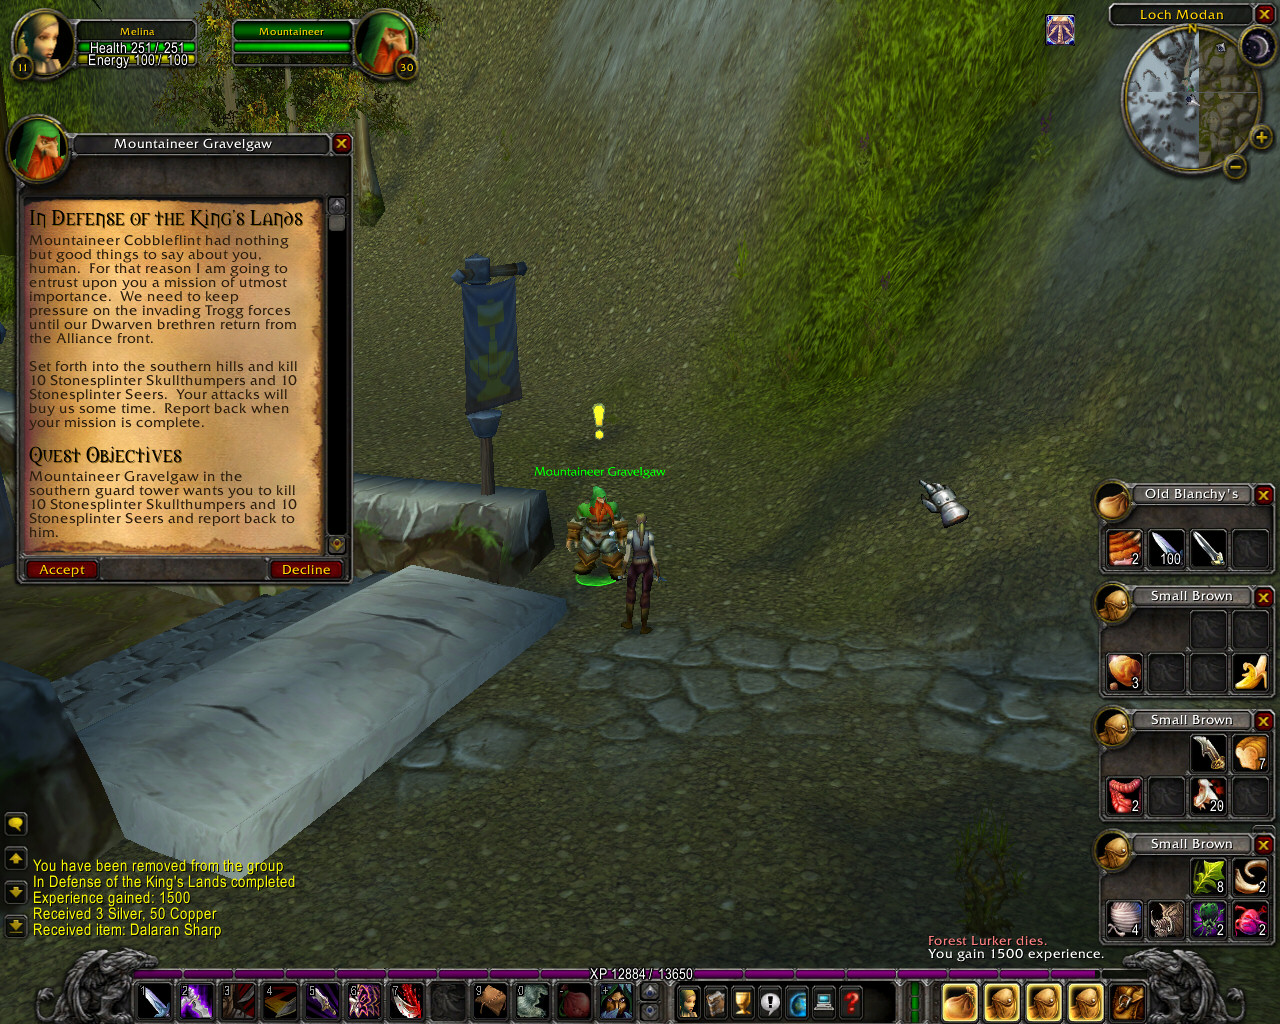 Melina
Health 251 / 251
Energy 100 / 100
11
Mountaineer
30
Loch Modan
N
Mountaineer Gravelgaw
In Defense of the King's Lands
Mountaineer Cobbleflint had nothing
but good things to say about you,
human. For that reason I am going to
entrust upon you a mission of utmost
importance. We need to keep
pressure on the invading Trogg forces
until our Dwarven brethren return from
the Alliance front.
Set forth into the southern hills and kill
10 Stonesplinter Skullthumpers and 10
Stonesplinter Seers. Your attacks will
buy us some time. Report back when
your mission is complete.
Quest Objectives
Mountaineer Gravelgaw in the
southern guard tower wants you to kill
10 Stonesplinter Skullthumpers and 10
Stonesplinter Seers and report back to
him.
Accept
Decline
Mountaineer Gravelgaw
Old Blanchy's
2
100
Small Brown
3
Small Brown
7
2
20
Small Brown
8
2
4
2
2
You have been removed from the group
In Defense of the King's Lands completed
Experience gained: 1500
Received 3 Silver, 50 Copper
Received item: Dalaran Sharp
Forest Lurker dies.
You gain 1500 experience.
XP 12884 / 13650
1
2
3
4
5
6
7
9
0
+